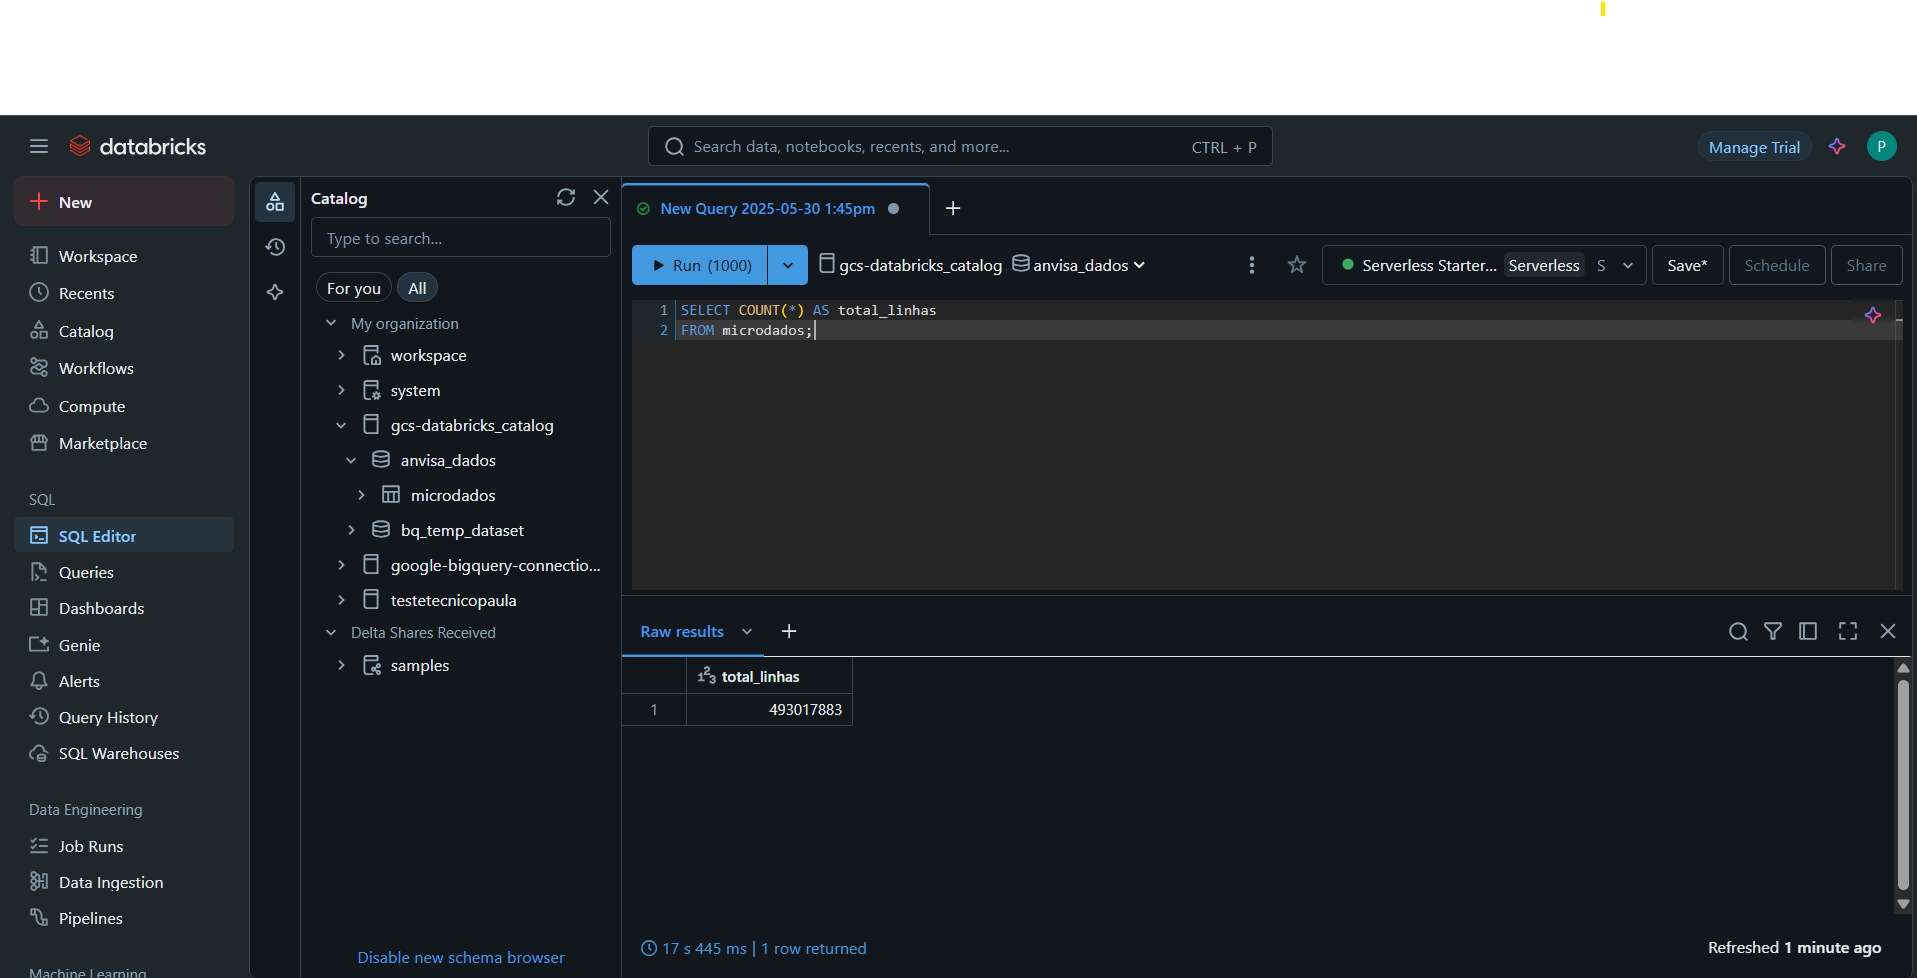 databricks
Search data, notebooks, recents, and more...
CTRL + P
Manage Trial
P
New
Workspace
Recents
Catalog
Workflows
Compute
Marketplace
SQL
SQL Editor
Queries
Dashboards
Genie
Alerts
Query History
SQL Warehouses
Data Engineering
Job Runs
Data Ingestion
Pipelines
Machine Learning
Catalog
Type to search...
For you
All
My organization
workspace
system
gcs-databricks_catalog
anvisa_dados
microdados
bq_temp_dataset
google-bigquery-connectio...
testetecnicopaula
Delta Shares Received
samples
Disable new schema browser
New Query 2025-05-30 1:45pm
Run (1000)
gcs-databricks_catalog
anvisa_dados
Serverless Starter...
Serverless
S
Save*
Schedule
Share
1 SELECT COUNT(*) AS total_linhas
2 FROM microdados;
Raw results
total_linhas
1 493017883
17 s 445 ms | 1 row returned
Refreshed 1 minute ago